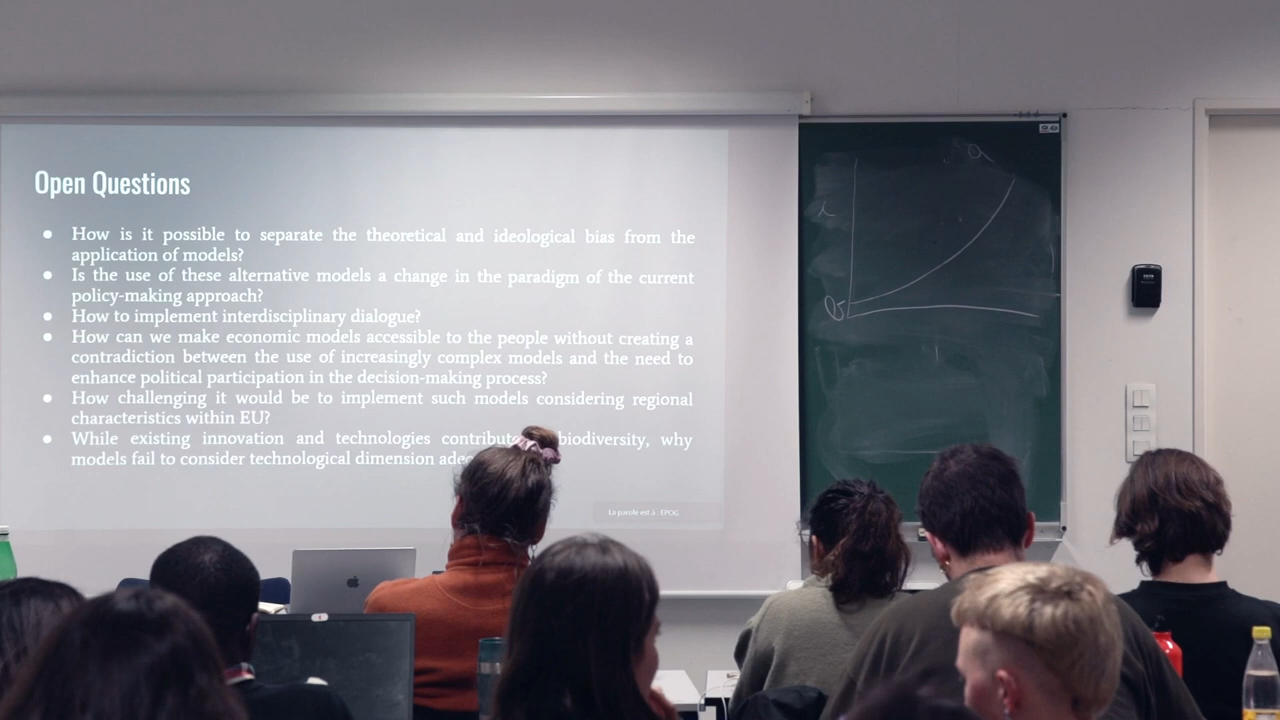 Open Questions
● How is it possible to separate the theoretical and ideological bias from the
application of models?
● Is the use of these alternative models a change in the paradigm of the current
policy-making approach?
● How to implement interdisciplinary dialogue?
● How can we make economic models accessible to the people without creating a
contradiction between the use of increasingly complex models and the need to
enhance political participation in the decision-making process?
● How challenging it would be to implement such models considering regional
characteristics within EU?
● While existing innovation and technologies contribute biodiversity, why
models fail to consider technological dimension
La parole est à : EPOG